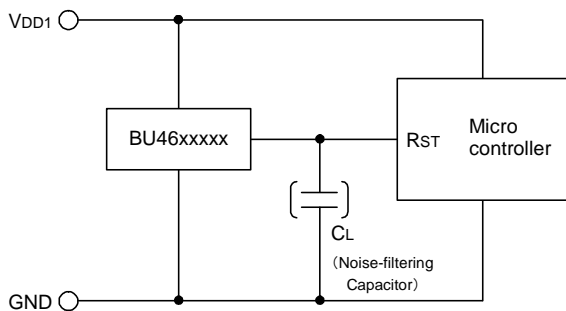 VDD1
BU46xxxxx
RST
Micro
controller
CL
（Noise-filtering
Capacitor）
GND